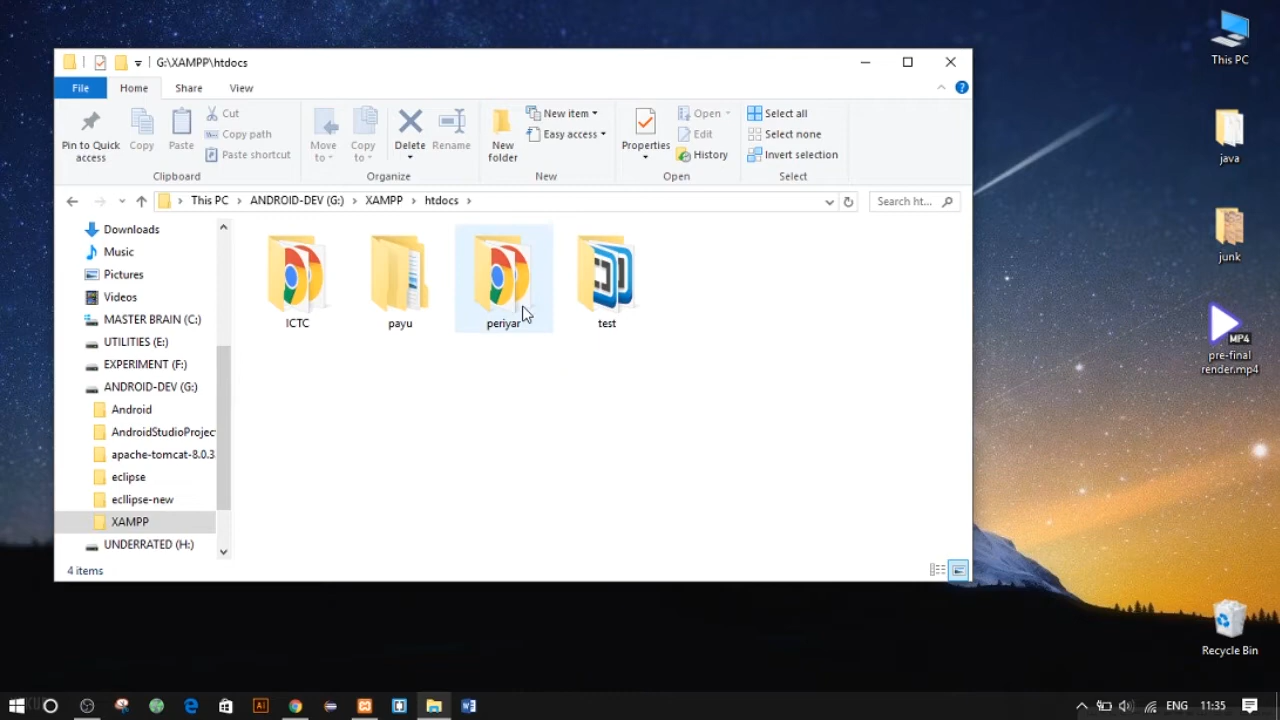 G:\XAMPP\htdocs
File Home Share View
Pin to Quick access
Copy
Paste
Cut
Copy path
Paste shortcut
Clipboard
Move to
Copy to
Delete
Rename
Organize
New folder
New item
Easy access
New
Properties
Open
Edit
History
Open
Select all
Select none
Invert selection
Select
This PC ANDROID-DEV (G:) XAMPP htdocs
Search ht...
Downloads
Music
Pictures
Videos
MASTER BRAIN (C:)
UTILITIES (E:)
EXPERIMENT (F:)
ANDROID-DEV (G:)
Android
AndroidStudioProjec
apache-tomcat-8.0.3
eclipse
ecllipse-new
XAMPP
UNDERRATED (H:)
ICTC
payu
periyar
test
4 items
This PC
java
junk
MP4
pre-final
render.mp4
Recycle Bin
Ai
ENG 11:35